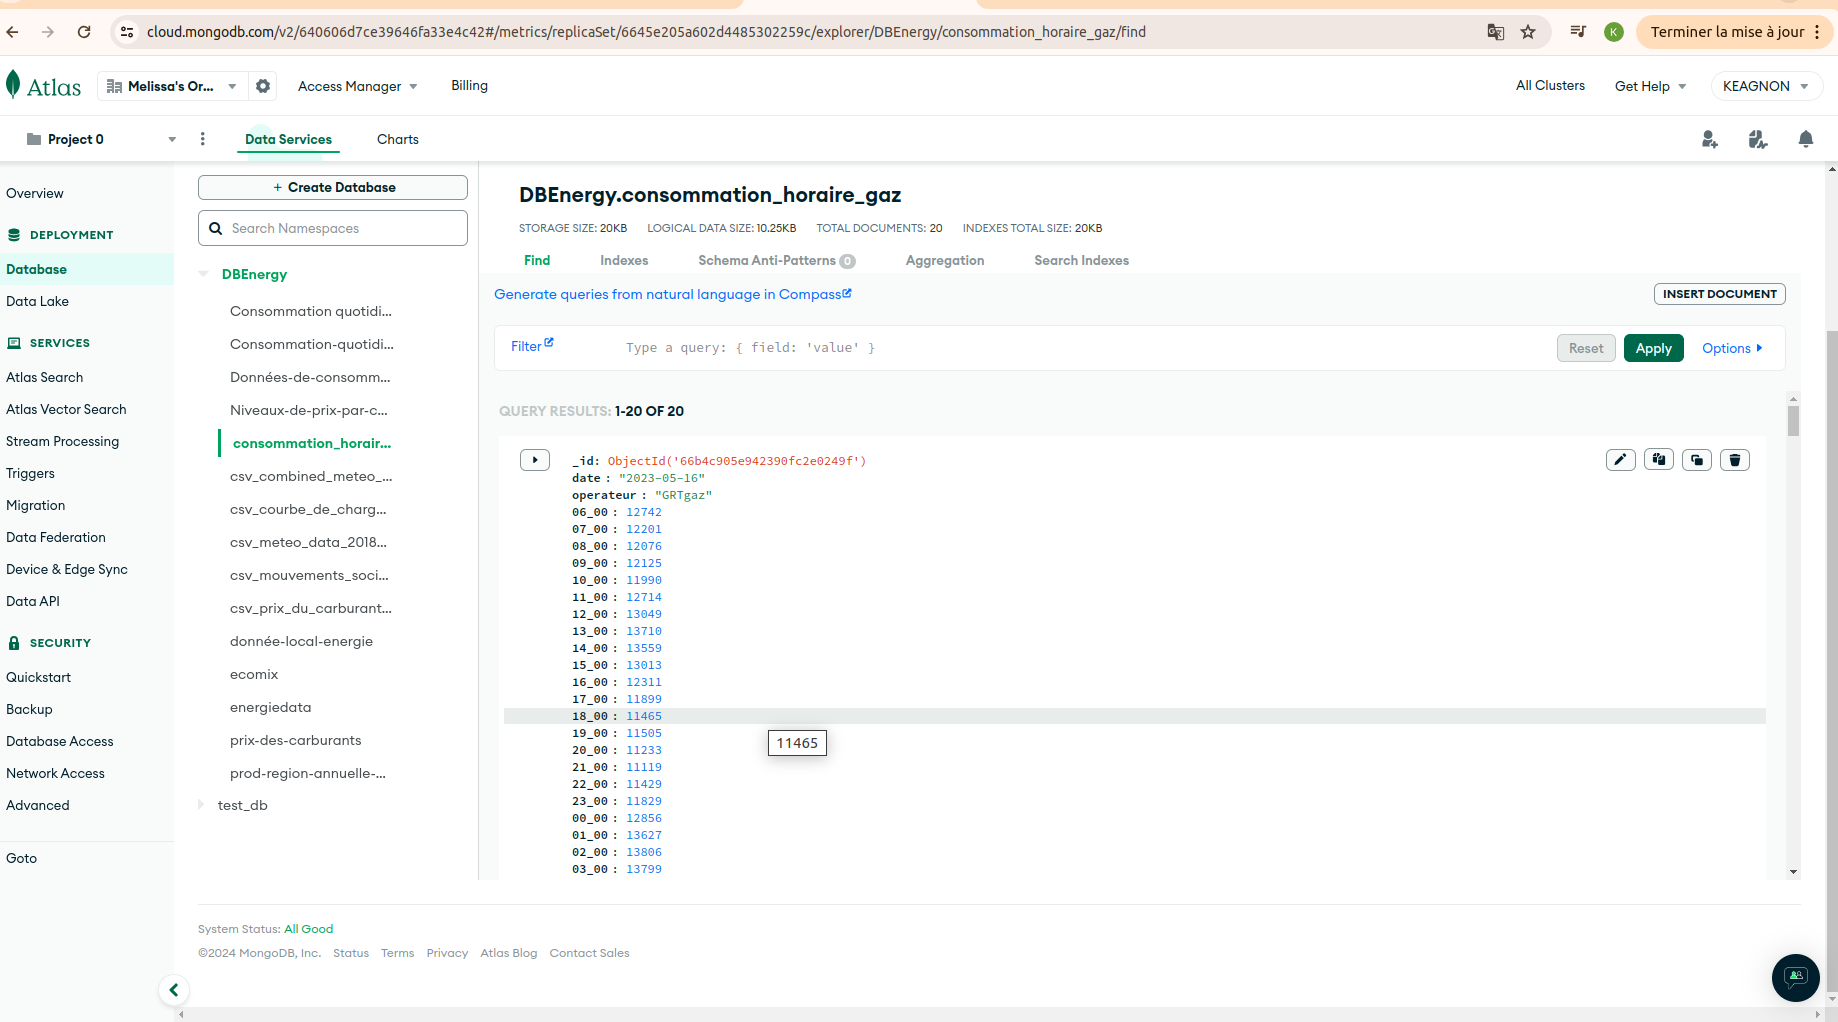 cloud.mongodb.com/v2/640606d7ce39646fa33e4c42#/metrics/replicaSet/6645e205a602d4485302259c/explorer/DBEnergy/consommation_horaire_gaz/find
K
Terminer la mise à jour
Atlas
Melissa's Or...
Access Manager
Billing
All Clusters
Get Help
KEAGNON
Project 0
Data Services
Charts
Overview
DEPLOYMENT
Database
Data Lake
SERVICES
Atlas Search
Atlas Vector Search
Stream Processing
Triggers
Migration
Data Federation
Device & Edge Sync
Data API
SECURITY
Quickstart
Backup
Database Access
Network Access
Advanced
Goto
+ Create Database
Search Namespaces
DBEnergy
Consommation quotidi...
Consommation-quotidi...
Données-de-consomm...
Niveaux-de-prix-par-c...
consommation_horair...
csv_combined_meteo_...
csv_courbe_de_charg...
csv_meteo_data_2018...
csv_mouvements_soci...
csv_prix_du_carburant...
donnée-local-energie
ecomix
energiedata
prix-des-carburants
prod-region-annuelle-...
test_db
DBEnergy.consommation_horaire_gaz
STORAGE SIZE: 20KB LOGICAL DATA SIZE: 10.25KB TOTAL DOCUMENTS: 20 INDEXES TOTAL SIZE: 20KB
Find Indexes Schema Anti-Patterns 0 Aggregation Search Indexes
Generate queries from natural language in Compass
INSERT DOCUMENT
Filter
Type a query: { field: 'value' }
Reset
Apply
Options
QUERY RESULTS: 1-20 OF 20
_id: ObjectId('66b4c905e942390fc2e0249f')
date : "2023-05-16"
operateur : "GRTgaz"
06_00 : 12742
07_00 : 12201
08_00 : 12076
09_00 : 12125
10_00 : 11990
11_00 : 12714
12_00 : 13049
13_00 : 13710
14_00 : 13559
15_00 : 13013
16_00 : 12311
17_00 : 11899
18_00 : 11465
19_00 : 11505
11465
20_00 : 11233
21_00 : 11119
22_00 : 11429
23_00 : 11829
00_00 : 12856
01_00 : 13627
02_00 : 13806
03_00 : 13799
System Status: All Good
©2024 MongoDB, Inc. Status Terms Privacy Atlas Blog Contact Sales